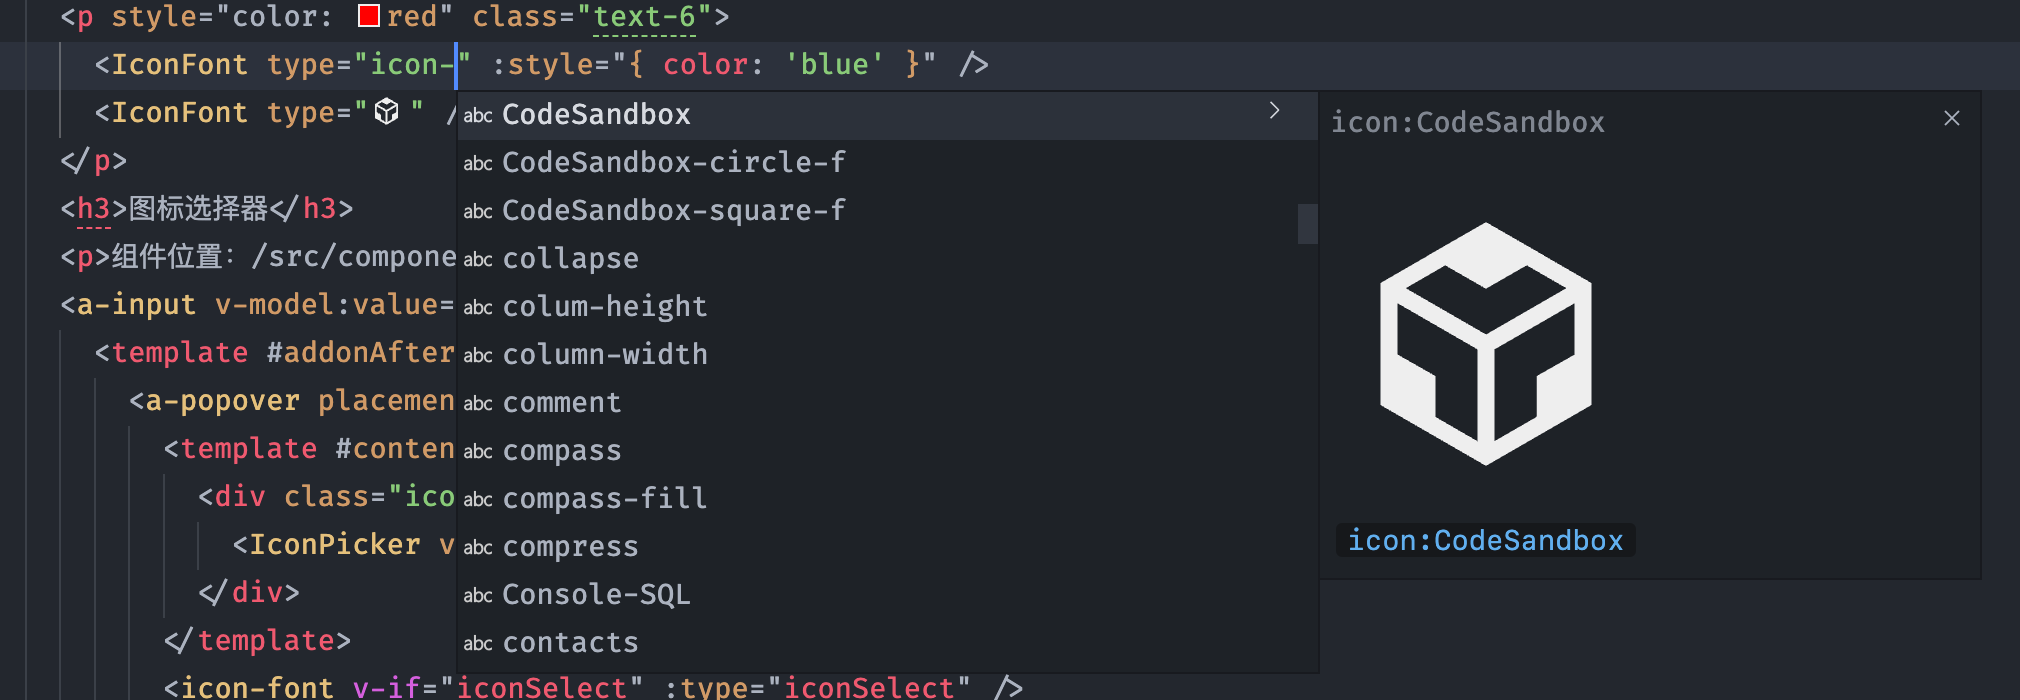 <p style="color: red" class="text-6">
<IconFont type="icon-" :style="{ color: 'blue' }" />
<IconFont type=" " /
</p>
<h3>图标选择器</h3>
<p>组件位置: /src/compone
<a-input v-model:value=
<template #addonAfter
<a-popover placemen
<template #conten
<div class="ico
<IconPicker v
</div>
</template>
<icon-font v-if="iconSelect" :type="iconSelect" />
abc CodeSandbox
abc CodeSandbox-circle-f
abc CodeSandbox-square-f
abc collapse
abc colum-height
abc column-width
abc comment
abc compass
abc compass-fill
abc compress
abc Console-SQL
abc contacts
icon:CodeSandbox
icon:CodeSandbox